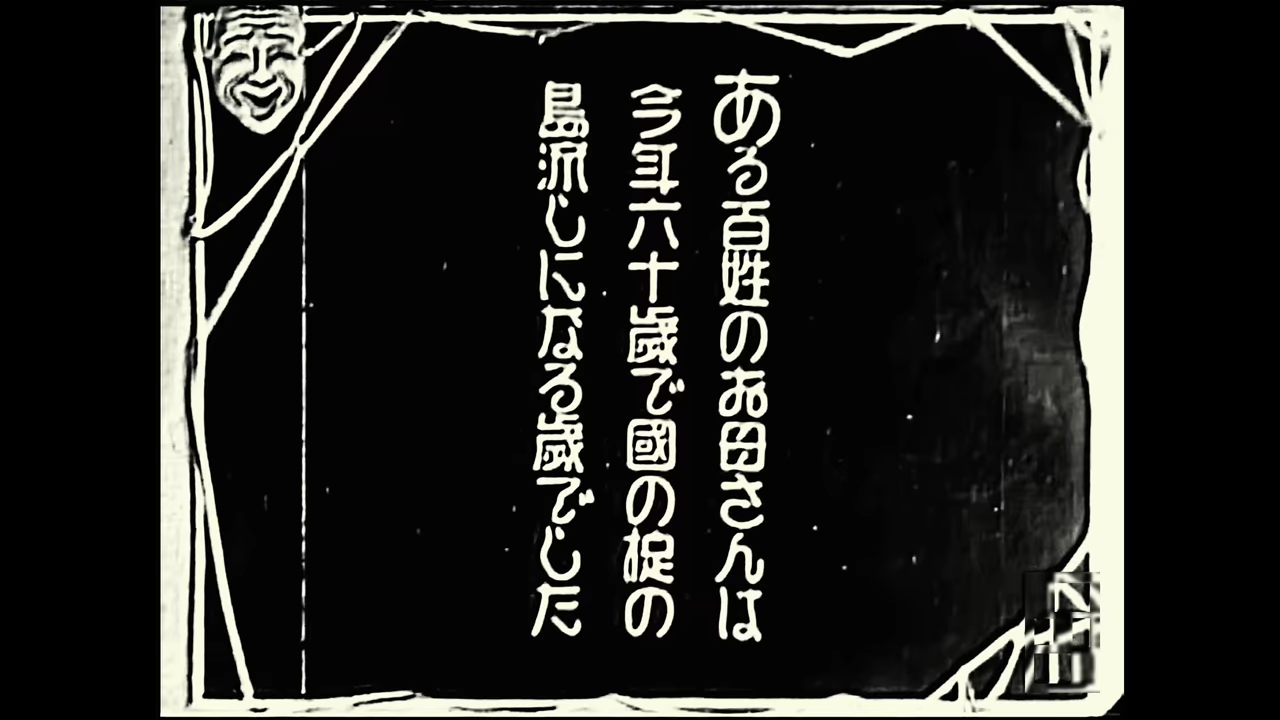 ある百姓のお母さんは
今年六十歳で國の掟の
島流しになる歳でした